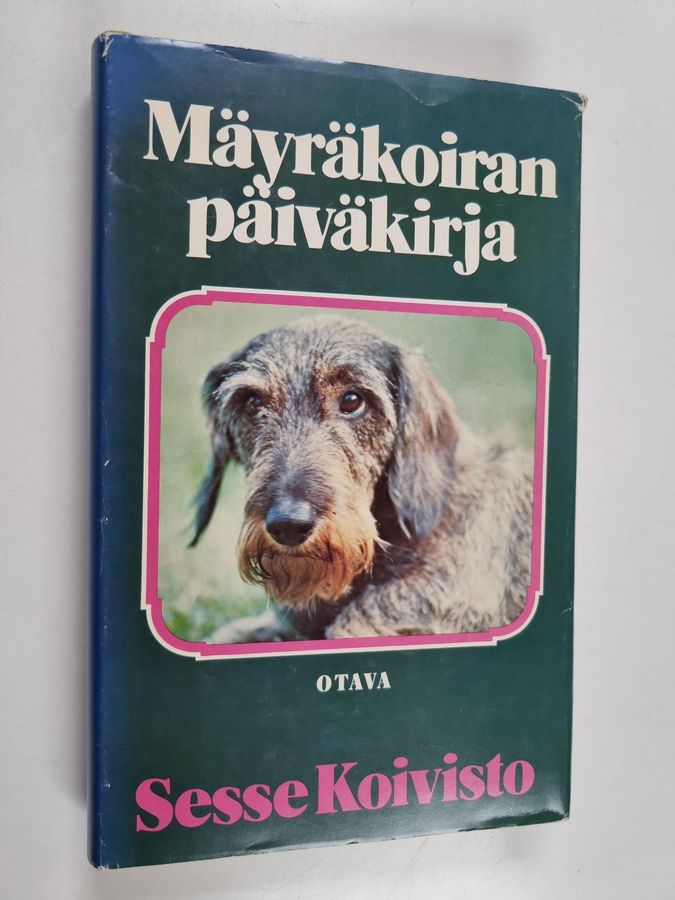 Mäyräkoiran
päiväkirja
OTAVA
Sesse Koivisto